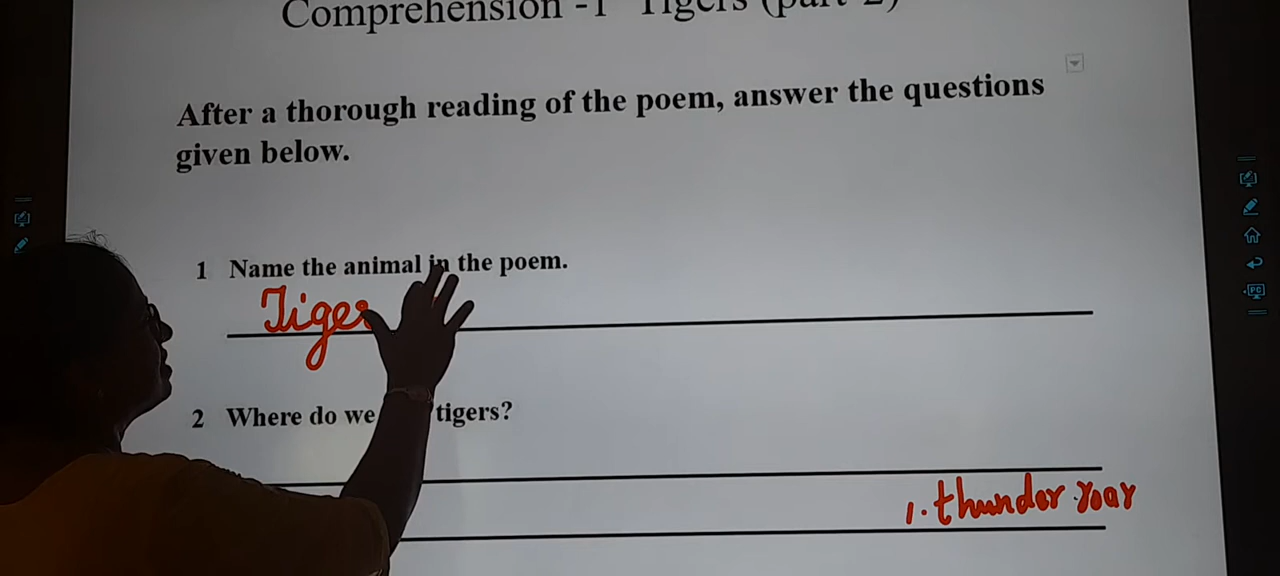 Comprehension -1 Tigers (part-2)
After a thorough reading of the poem, answer the questions
given below.
1 Name the animal in the poem.
Tiger
2 Where do we tigers?
1. thunder roar
PC